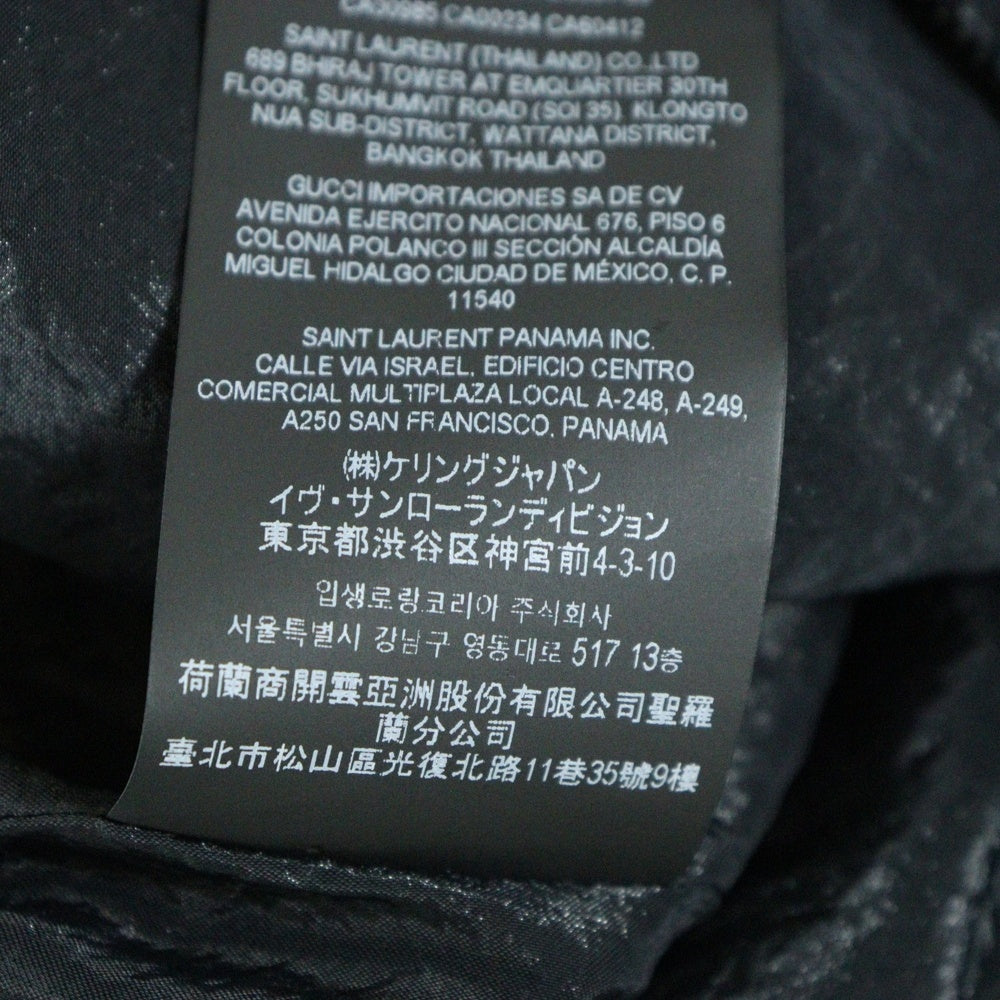 CA00234 CA60412
SAINT LAURENT (THAILAND) CO.,LTD
689 BHIRAJ TOWER AT EMQUARTIER 30TH
FLOOR, SUKHUMVIT ROAD (SOI 35), KLONGTO
NUA SUB-DISTRICT, WATTANA DISTRICT,
BANGKOK THAILAND
GUCCI IMPORTACIONES SA DE CV
AVENIDA EJERCITO NACIONAL 676, PISO 6
COLONIA POLANCO III SECCIÓN ALCALDÍA
MIGUEL HIDALGO CIUDAD DE MÉXICO, C. P.
11540
SAINT LAURENT PANAMA INC.
CALLE VIA ISRAEL, EDIFICIO CENTRO
COMERCIAL MULTIPLAZA LOCAL A-248, A-249,
A250 SAN FRANCISCO, PANAMA
(株)ケリングジャパン
イヴ・サンローランディビジョン
東京都渋谷区神宮前4-3-10
입생로랑코리아 주식회사
서울특별시 강남구 영동대로 517 13층
荷蘭商開雲亞洲股份有限公司聖羅
蘭分公司
臺北市松山區光復北路11巷35號9樓